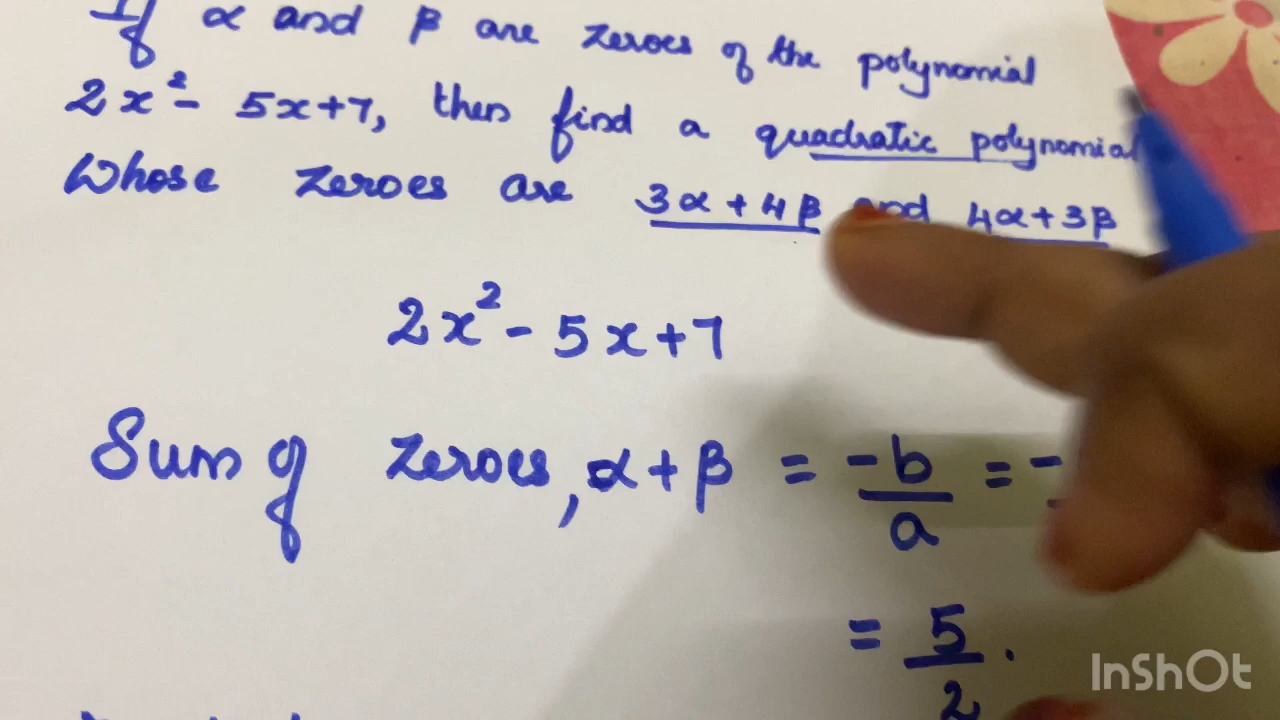 If α and β are zeroes of the polynomial
2x² - 5x+7, then find a quadratic polynomial
Whose zeroes are 3α + 4β and 4α+3β
2x² - 5x+7
Sum of zeroes, α+β = -b/a = -
= 5/2.
InShOt